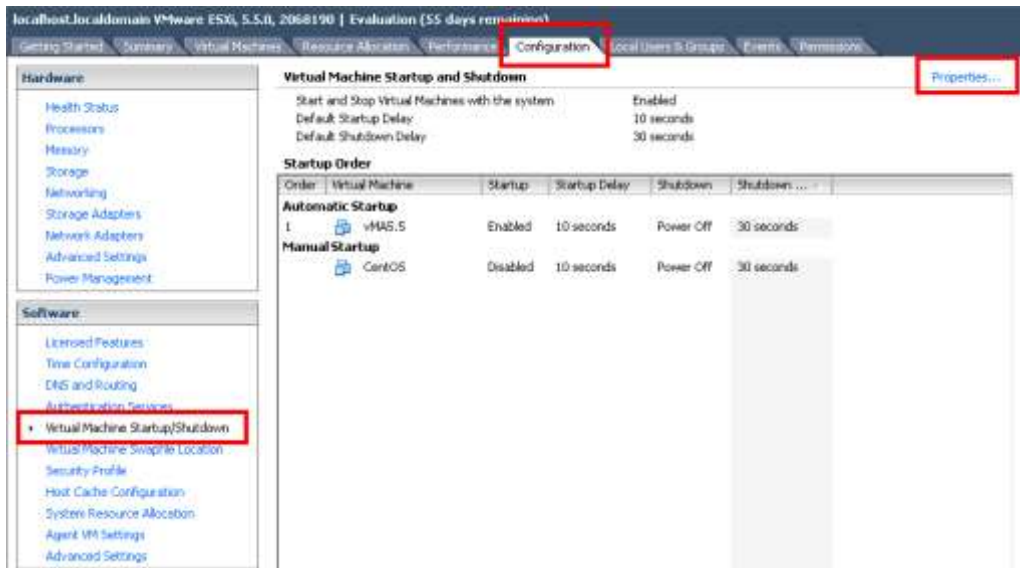 localhost.localdomain VMware ESXi, 5.5.0, 2068190 | Evaluation (55 days remaining)
Getting Started Summary Virtual Machines Resource Allocation Performance Configuration Local Users & Groups Events Permissions
Hardware
Health Status
Processors
Memory
Storage
Networking
Storage Adapters
Network Adapters
Advanced Settings
Power Management
Software
Licensed Features
Time Configuration
DNS and Routing
Authentication Services
Virtual Machine Startup/Shutdown
Virtual Machine Swapfile Location
Security Profile
Host Cache Configuration
System Resource Allocation
Agent VM Settings
Advanced Settings
Virtual Machine Startup and Shutdown
Properties...
Start and Stop Virtual Machines with the system Enabled
Default Startup Delay 10 seconds
Default Shutdown Delay 30 seconds
Startup Order
Order Virtual Machine Startup Startup Delay Shutdown Shutdown ...
Automatic Startup
1 vMA5.5 Enabled 10 seconds Power Off 30 seconds
Manual Startup
CentOS Disabled 10 seconds Power Off 30 seconds